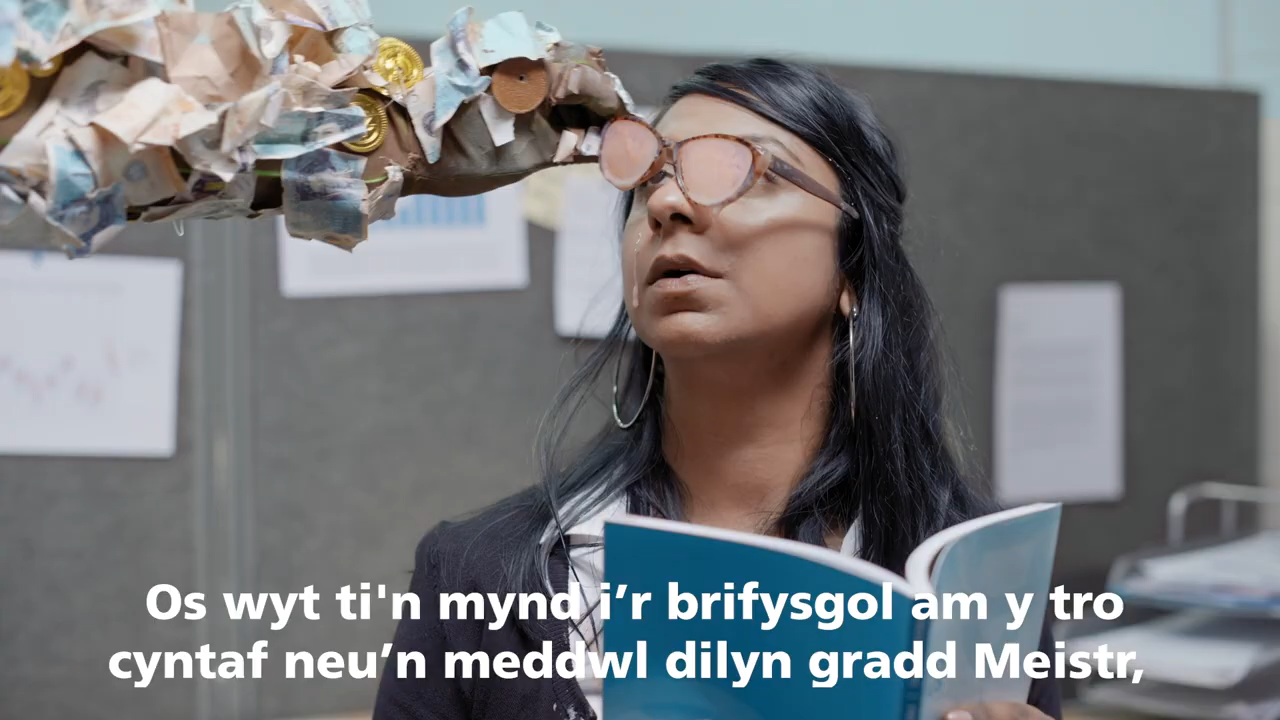 Os wyt ti'n mynd i’r brifysgol am y tro
cyntaf neu’n meddwl dilyn gradd Meistr,